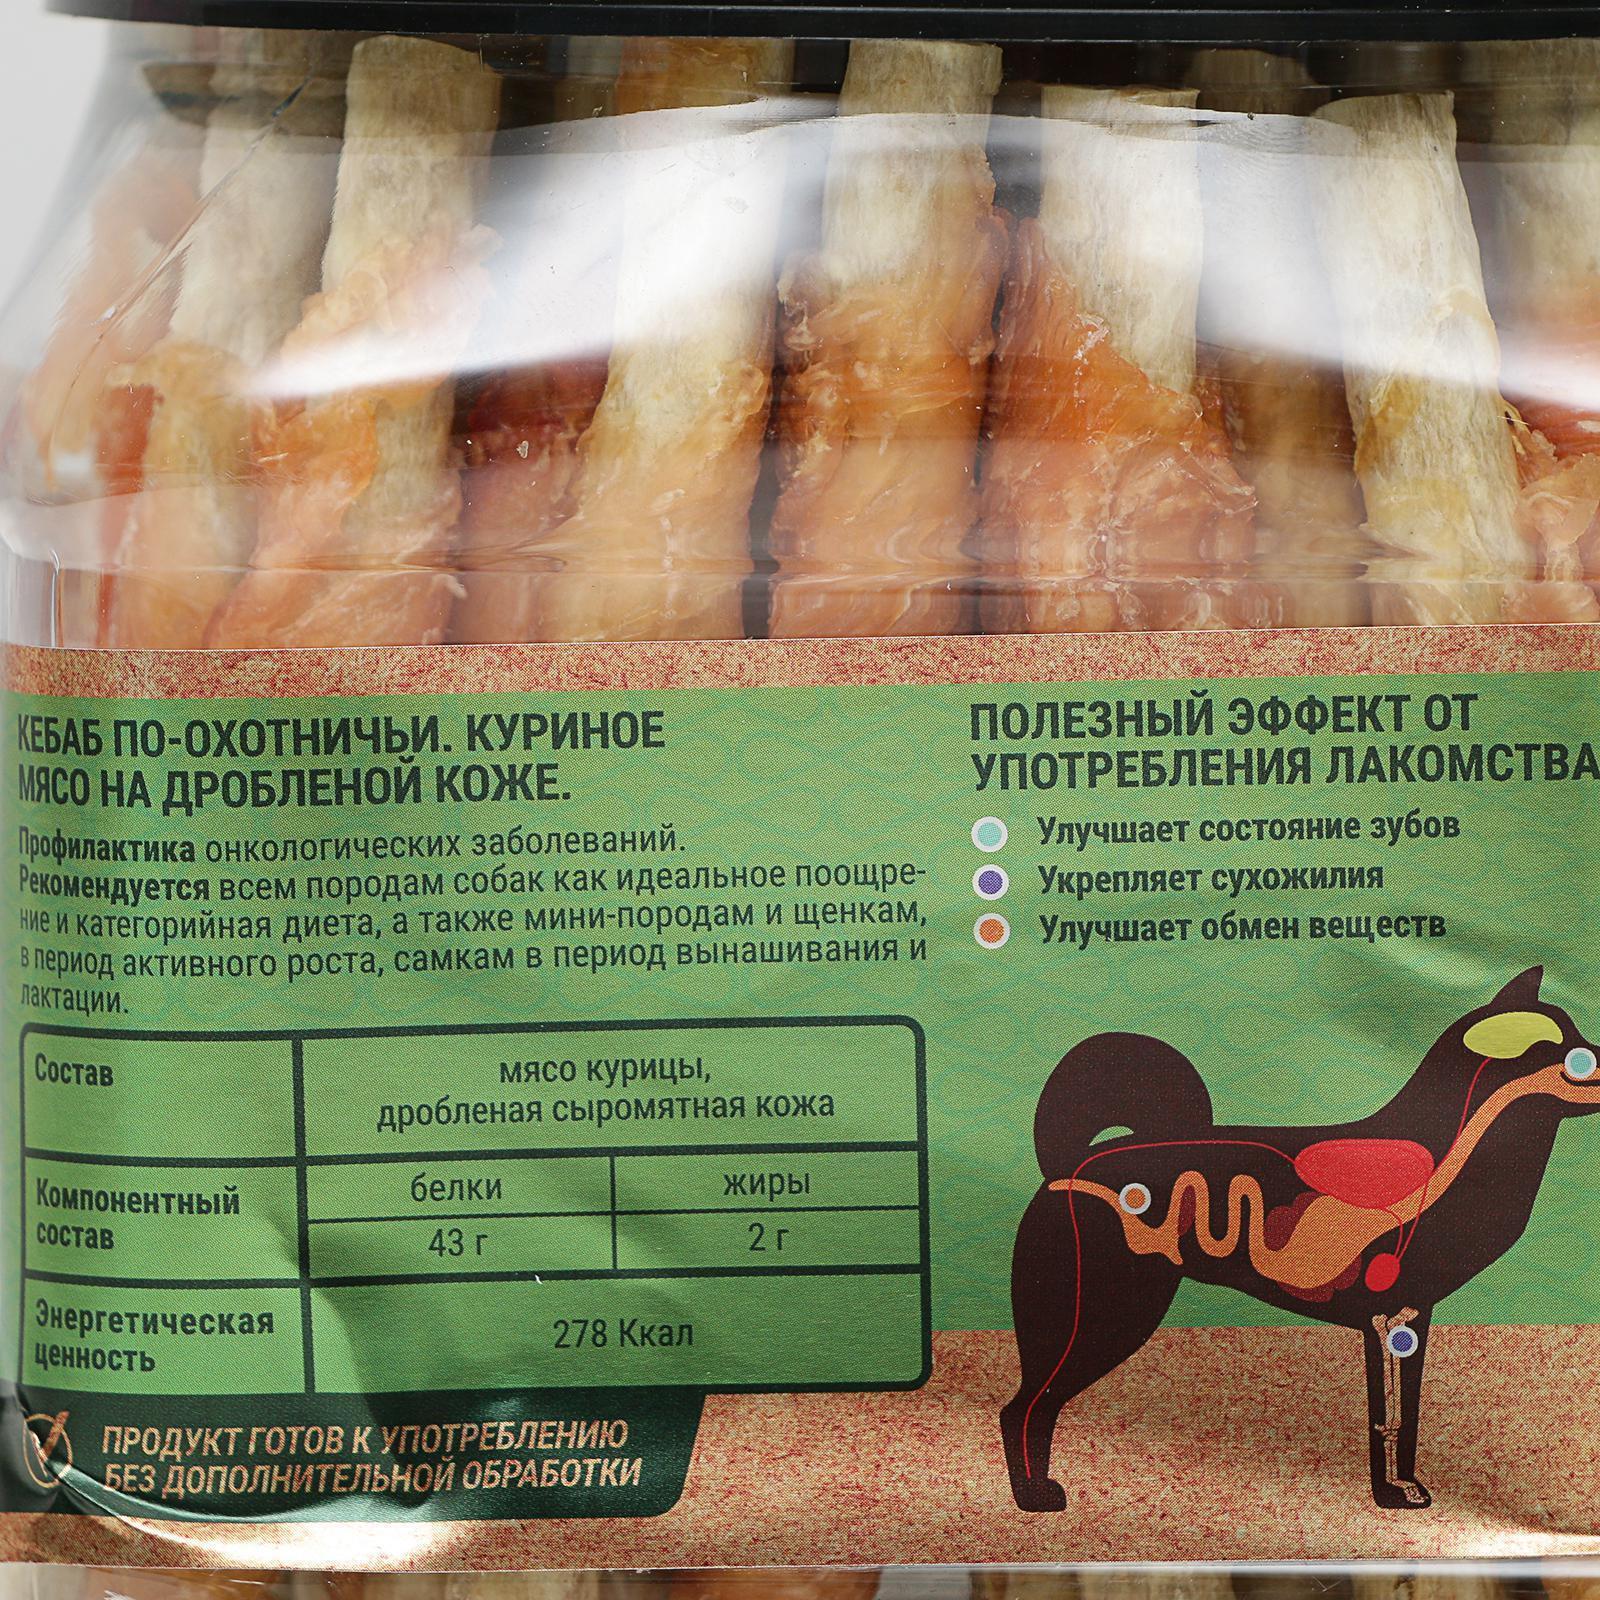 КЕБАБ ПО-ОХОТНИЧЬИ. КУРИНОЕ
МЯСО НА ДРОБЛЕНОЙ КОЖЕ.
Профилактика онкологических заболеваний.
Рекомендуется всем породам собак как идеальное поощре-
ние и категорийная диета, а также мини-породам и щенкам,
в период активного роста, самкам в период вынашивания и
лактации.
Состав
мясо курицы,
дробленая сыромятная кожа
Компонентный
состав
белки
жиры
43 г
2 г
Энергетическая
ценность
278 Ккал
ПРОДУКТ ГОТОВ К УПОТРЕБЛЕНИЮ
БЕЗ ДОПОЛНИТЕЛЬНОЙ ОБРАБОТКИ
ПОЛЕЗНЫЙ ЭФФЕКТ ОТ
УПОТРЕБЛЕНИЯ ЛАКОМСТВА
Улучшает состояние зубов
Укрепляет сухожилия
Улучшает обмен веществ